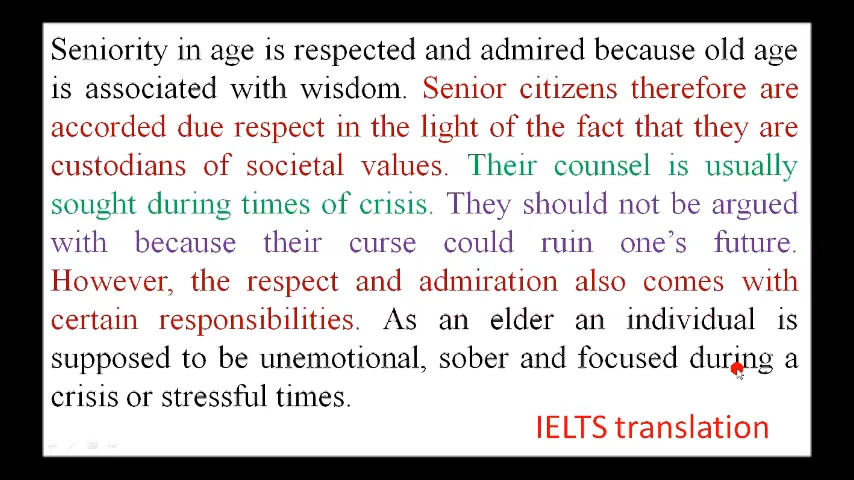 Seniority in age is respected and admired because old age
is associated with wisdom. Senior citizens therefore are
accorded due respect in the light of the fact that they are
custodians of societal values. Their counsel is usually
sought during times of crisis. They should not be argued
with because their curse could ruin one's future.
However, the respect and admiration also comes with
certain responsibilities. As an elder an individual is
supposed to be unemotional, sober and focused during a
crisis or stressful times.
IELTS translation